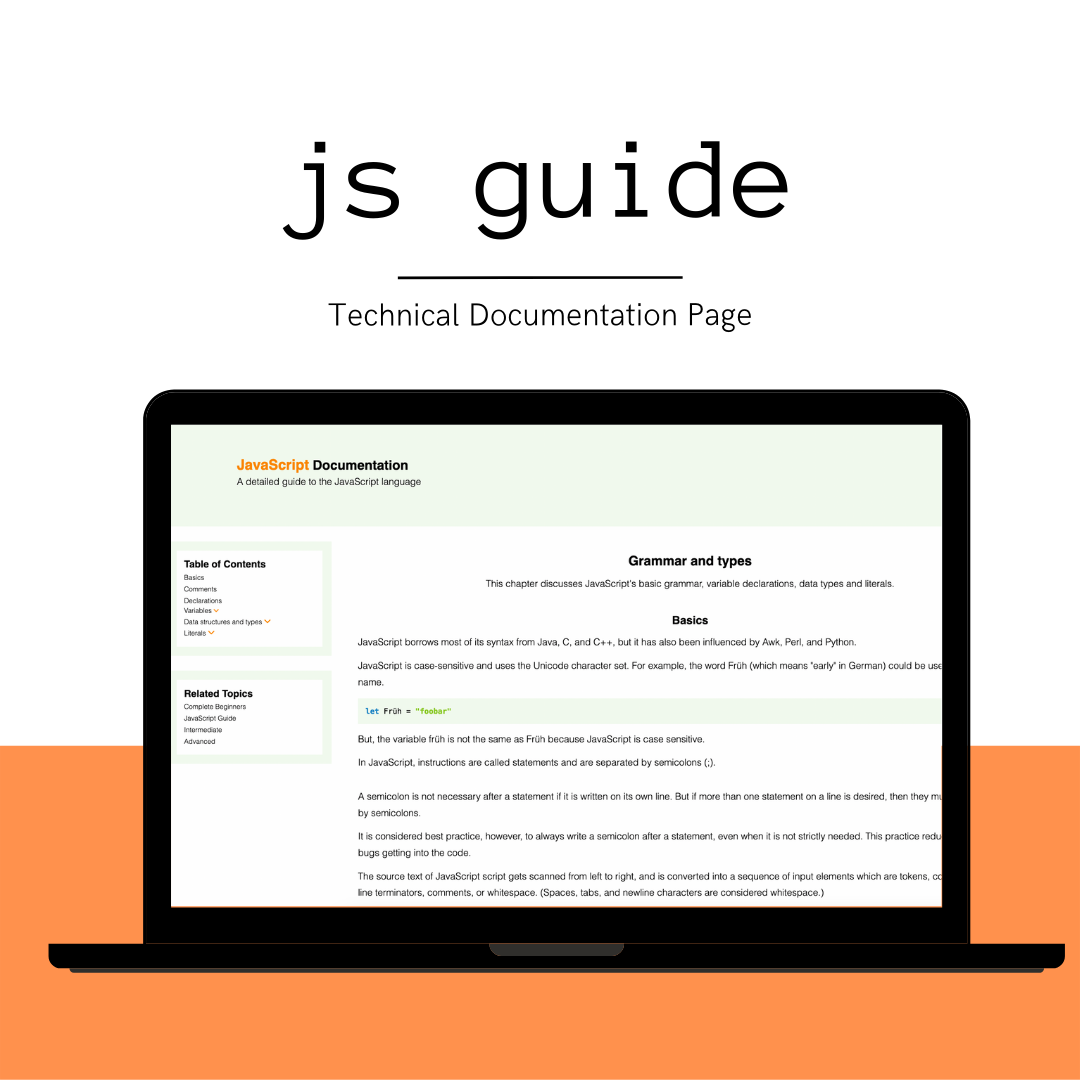 js guide
Technical Documentation Page
JavaScript Documentation
A detailed guide to the JavaScript language
Table of Contents
Basics
Comments
Declarations
Variables
Data structures and types
Literals
Related Topics
Complete Beginners
JavaScript Guide
Intermediate
Advanced
Grammar and types
This chapter discusses JavaScript's basic grammar, variable declarations, data types and literals.
Basics
JavaScript borrows most of its syntax from Java, C, and C++, but it has also been influenced by Awk, Perl, and Python.
JavaScript is case-sensitive and uses the Unicode character set. For example, the word Früh (which means "early" in German) could be use
name.
let Früh = "foobar"
But, the variable früh is not the same as Früh because JavaScript is case sensitive.
In JavaScript, instructions are called statements and are separated by semicolons (;).
A semicolon is not necessary after a statement if it is written on its own line. But if more than one statement on a line is desired, then they mu
by semicolons.
It is considered best practice, however, to always write a semicolon after a statement, even when it is not strictly needed. This practice redu
bugs getting into the code.
The source text of JavaScript script gets scanned from left to right, and is converted into a sequence of input elements which are tokens, co
line terminators, comments, or whitespace. (Spaces, tabs, and newline characters are considered whitespace.)